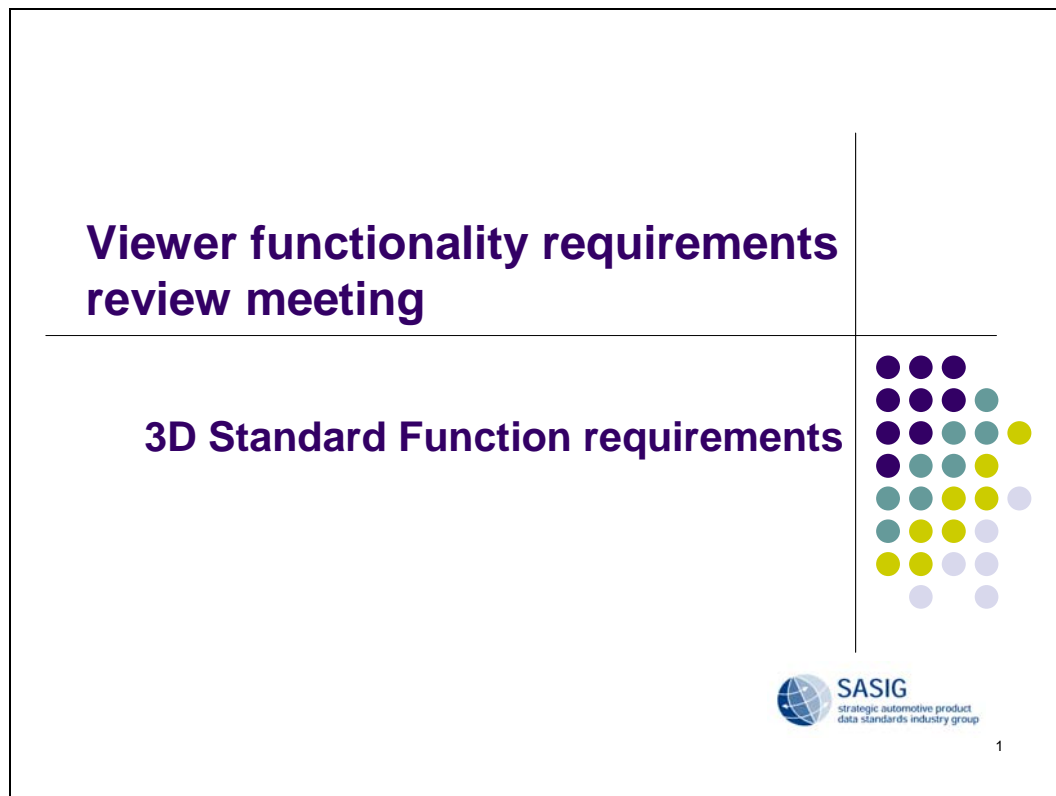 Viewer functionality requirements
review meeting
3D Standard Function requirements
SASIG
strategic automotive product
data standards industry group
1